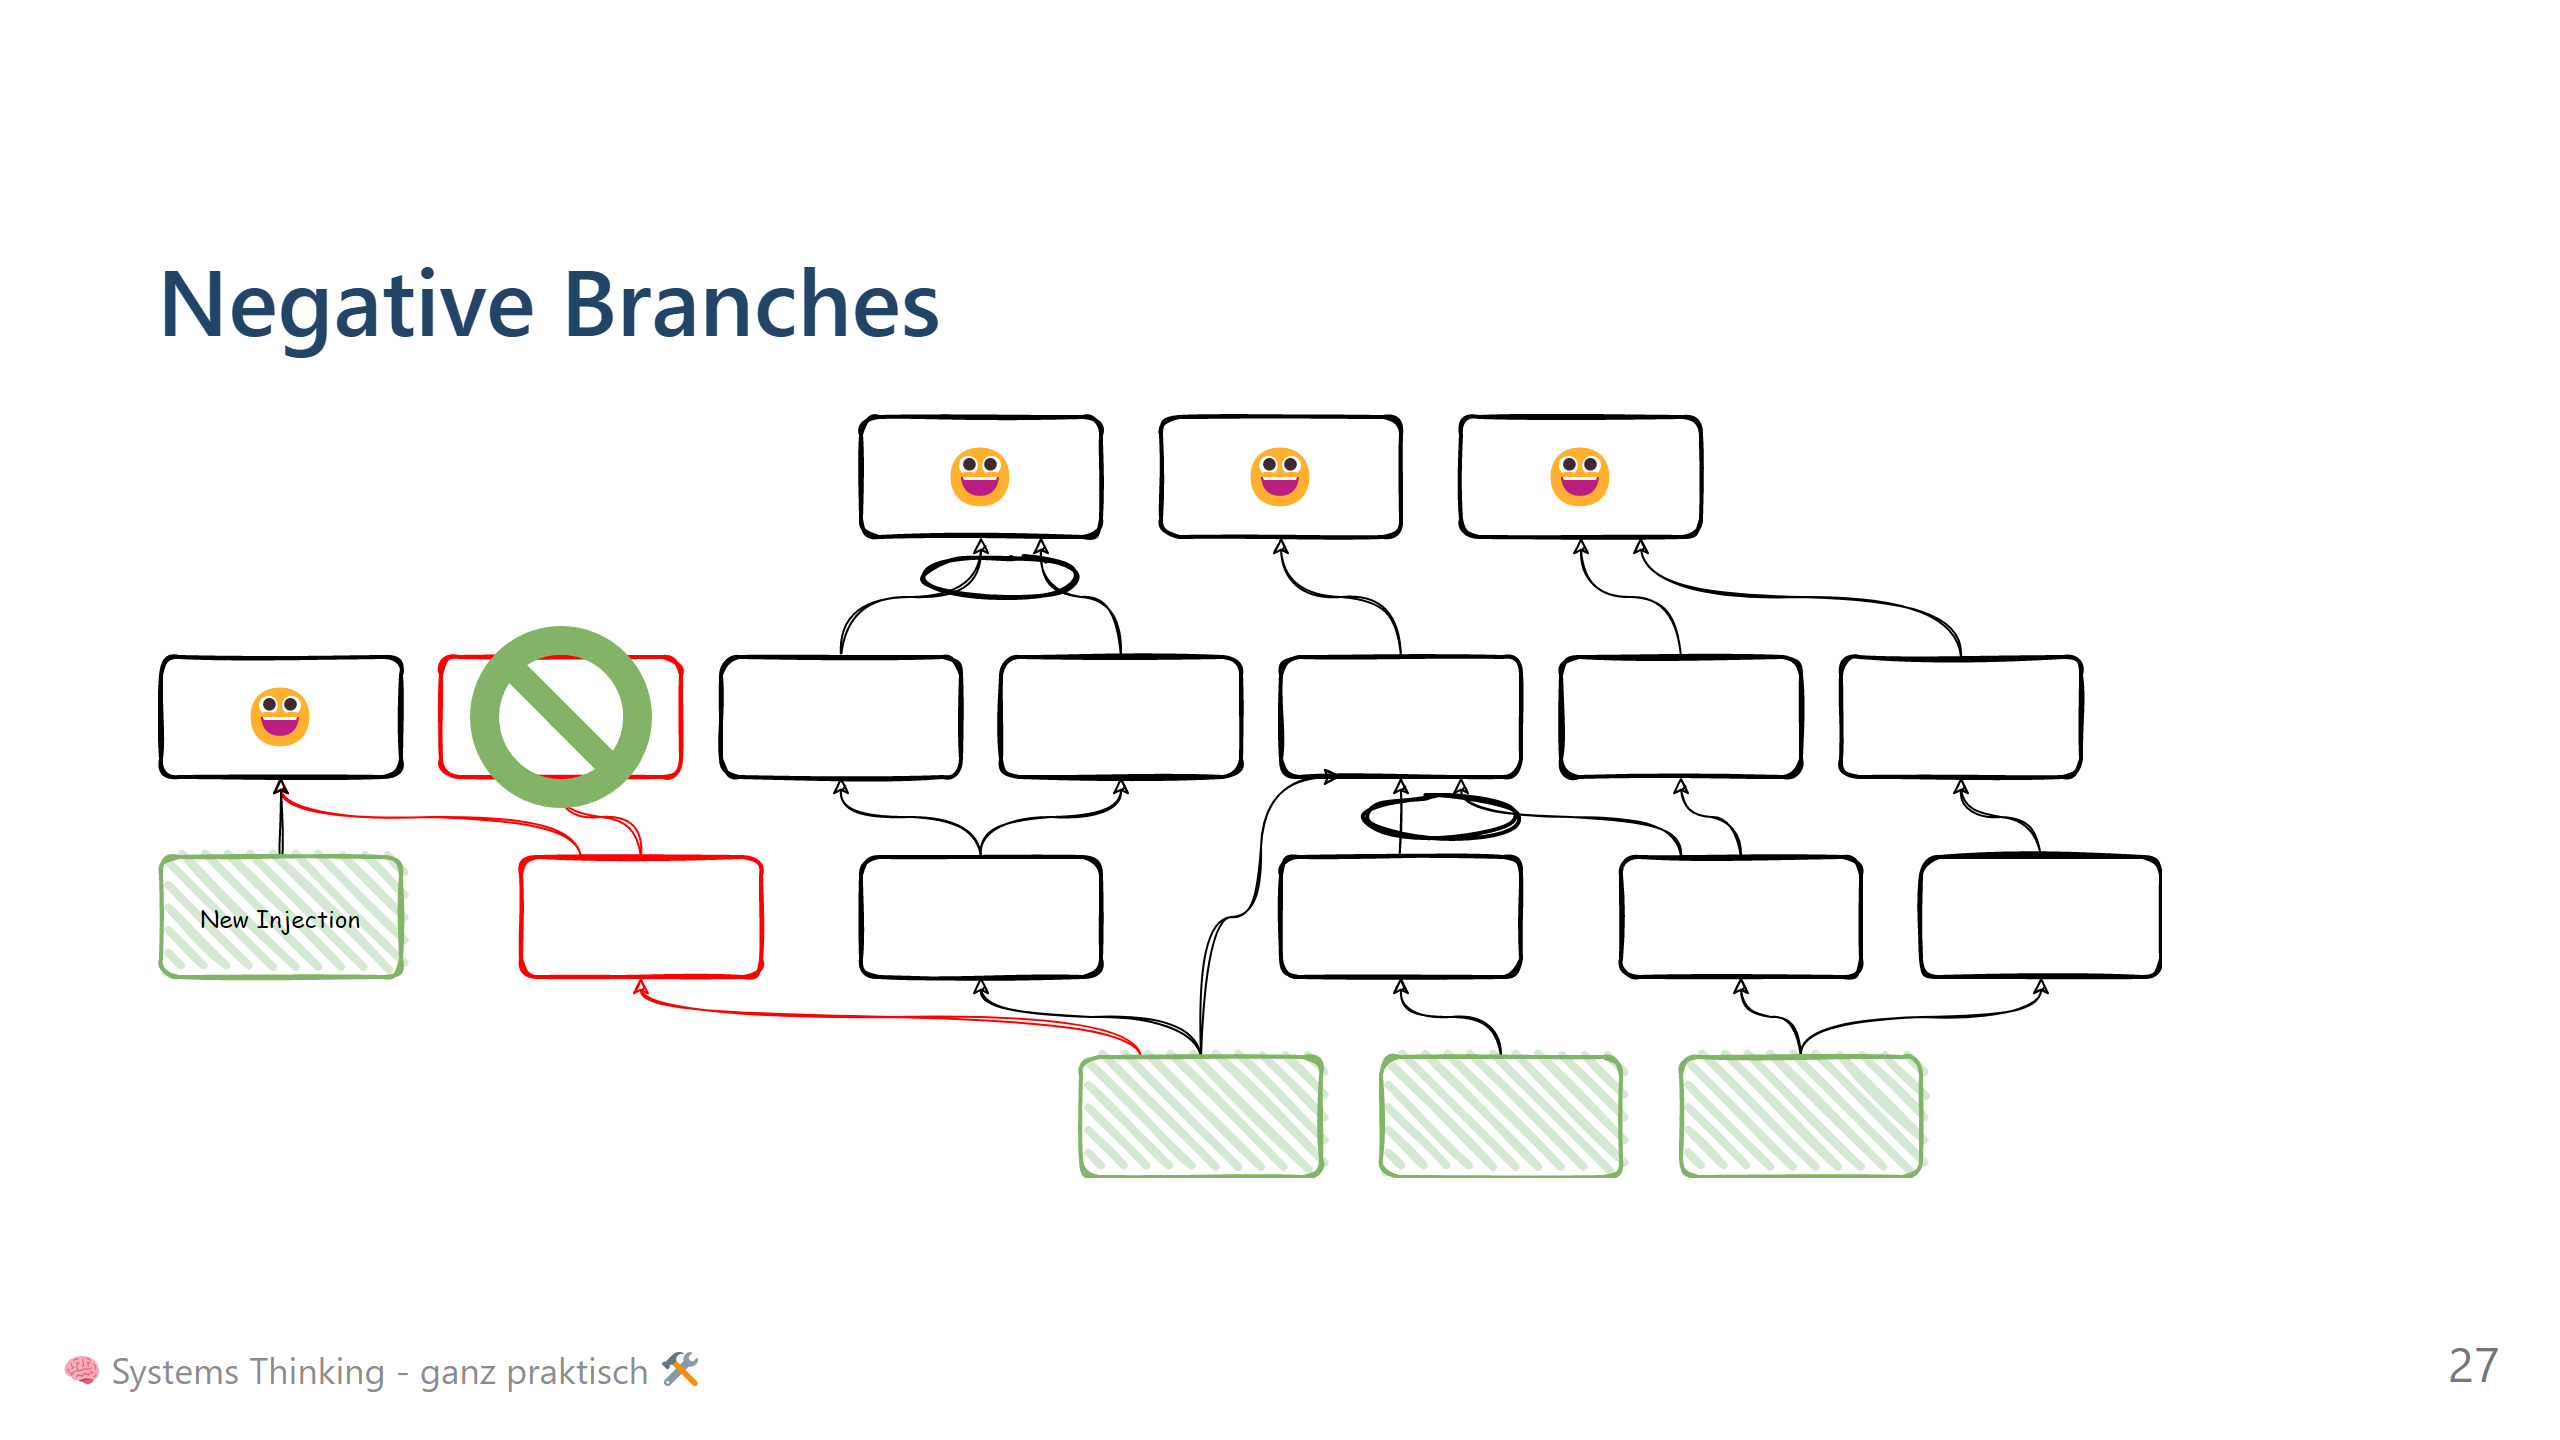 Negative Branches
New Injection
🧠 Systems Thinking - ganz praktisch 🛠️
27